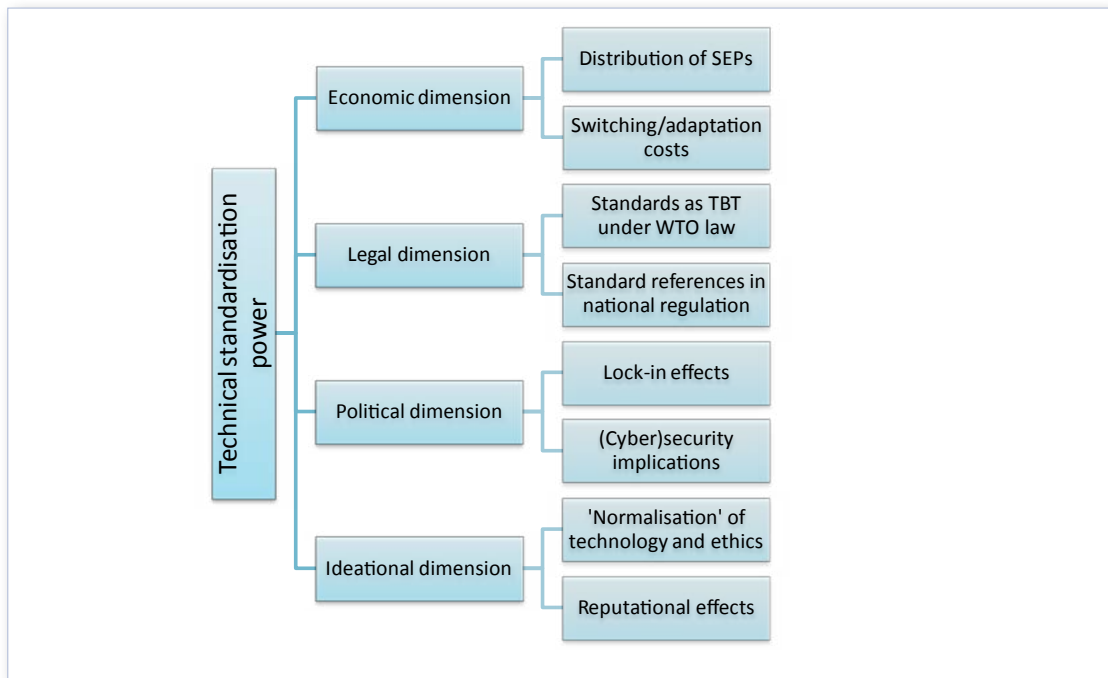 Technical standardisation
power
Economic dimension
Distribution of SEPs
Switching/adaptation
costs
Legal dimension
Standards as TBT
under WTO law
Standard references in
national regulation
Political dimension
Lock-in effects
(Cyber)security
implications
Ideational dimension
'Normalisation' of
technology and ethics
Reputational effects